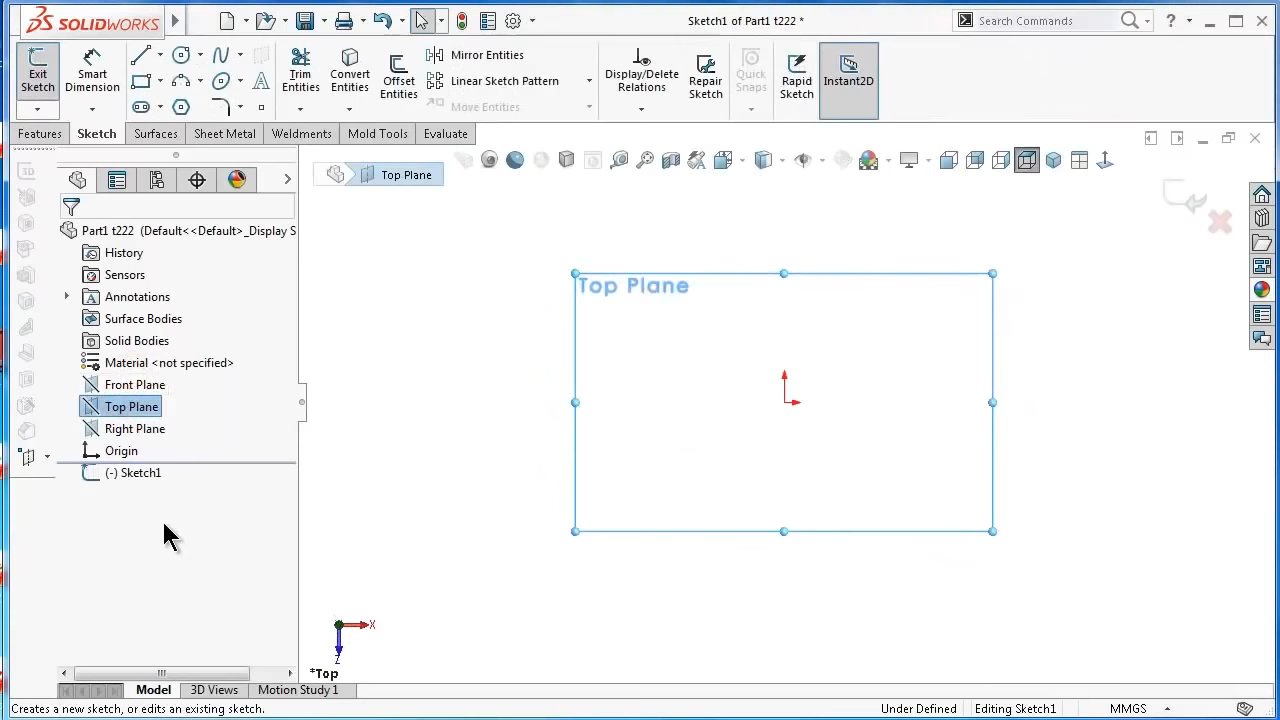 SOLIDWORKS
Sketch1 of Part1 t222 *
Search Commands
?
Exit
Sketch
Smart
Dimension
Trim
Entities
Convert
Entities
Offset
Entities
Mirror Entities
Linear Sketch Pattern
Move Entities
Display/Delete
Relations
Repair
Sketch
Quick
Snaps
Rapid
Sketch
Instant2D
Features
Sketch
Surfaces
Sheet Metal
Weldments
Mold Tools
Evaluate
3D
Top Plane
Part1 t222 (Default<<Default>_Display S
History
Sensors
Annotations
Surface Bodies
Solid Bodies
Material <not specified>
Front Plane
Top Plane
Right Plane
Origin
(-) Sketch1
Top Plane
X
Z
*Top
Model
3D Views
Motion Study 1
Creates a new sketch, or edits an existing sketch.
Under Defined
Editing Sketch1
MMGS